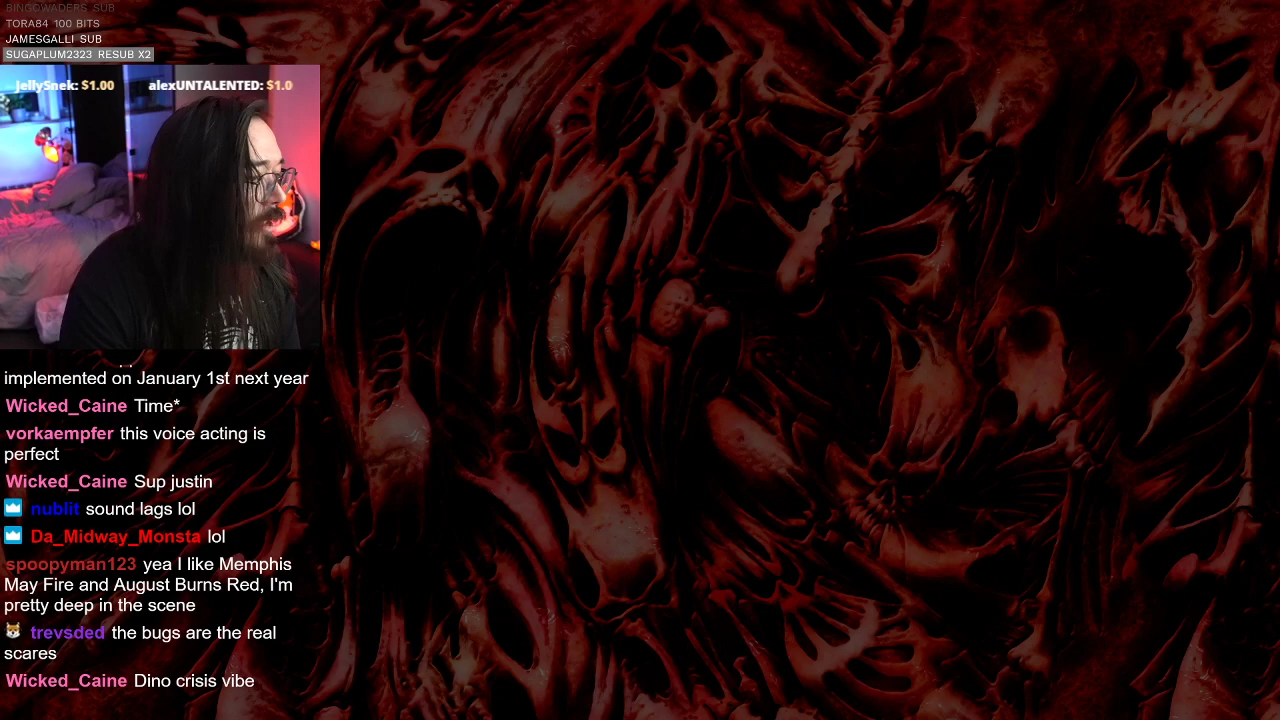 BINGOWADERS SUB
TORA84 100 BITS
JAMESGALLI SUB
SUGAPLUM2323 RESUB X2
JellySnek: $1.00 alexUNTALENTED: $1.0
implemented on January 1st next year
Wicked_Caine Time*
vorkaempfer this voice acting is
perfect
Wicked_Caine Sup justin
nublit sound lags lol
Da_Midway_Monsta lol
spoopyman123 yea I like Memphis
May Fire and August Burns Red, I'm
pretty deep in the scene
trevsded the bugs are the real
scares
Wicked_Caine Dino crisis vibe